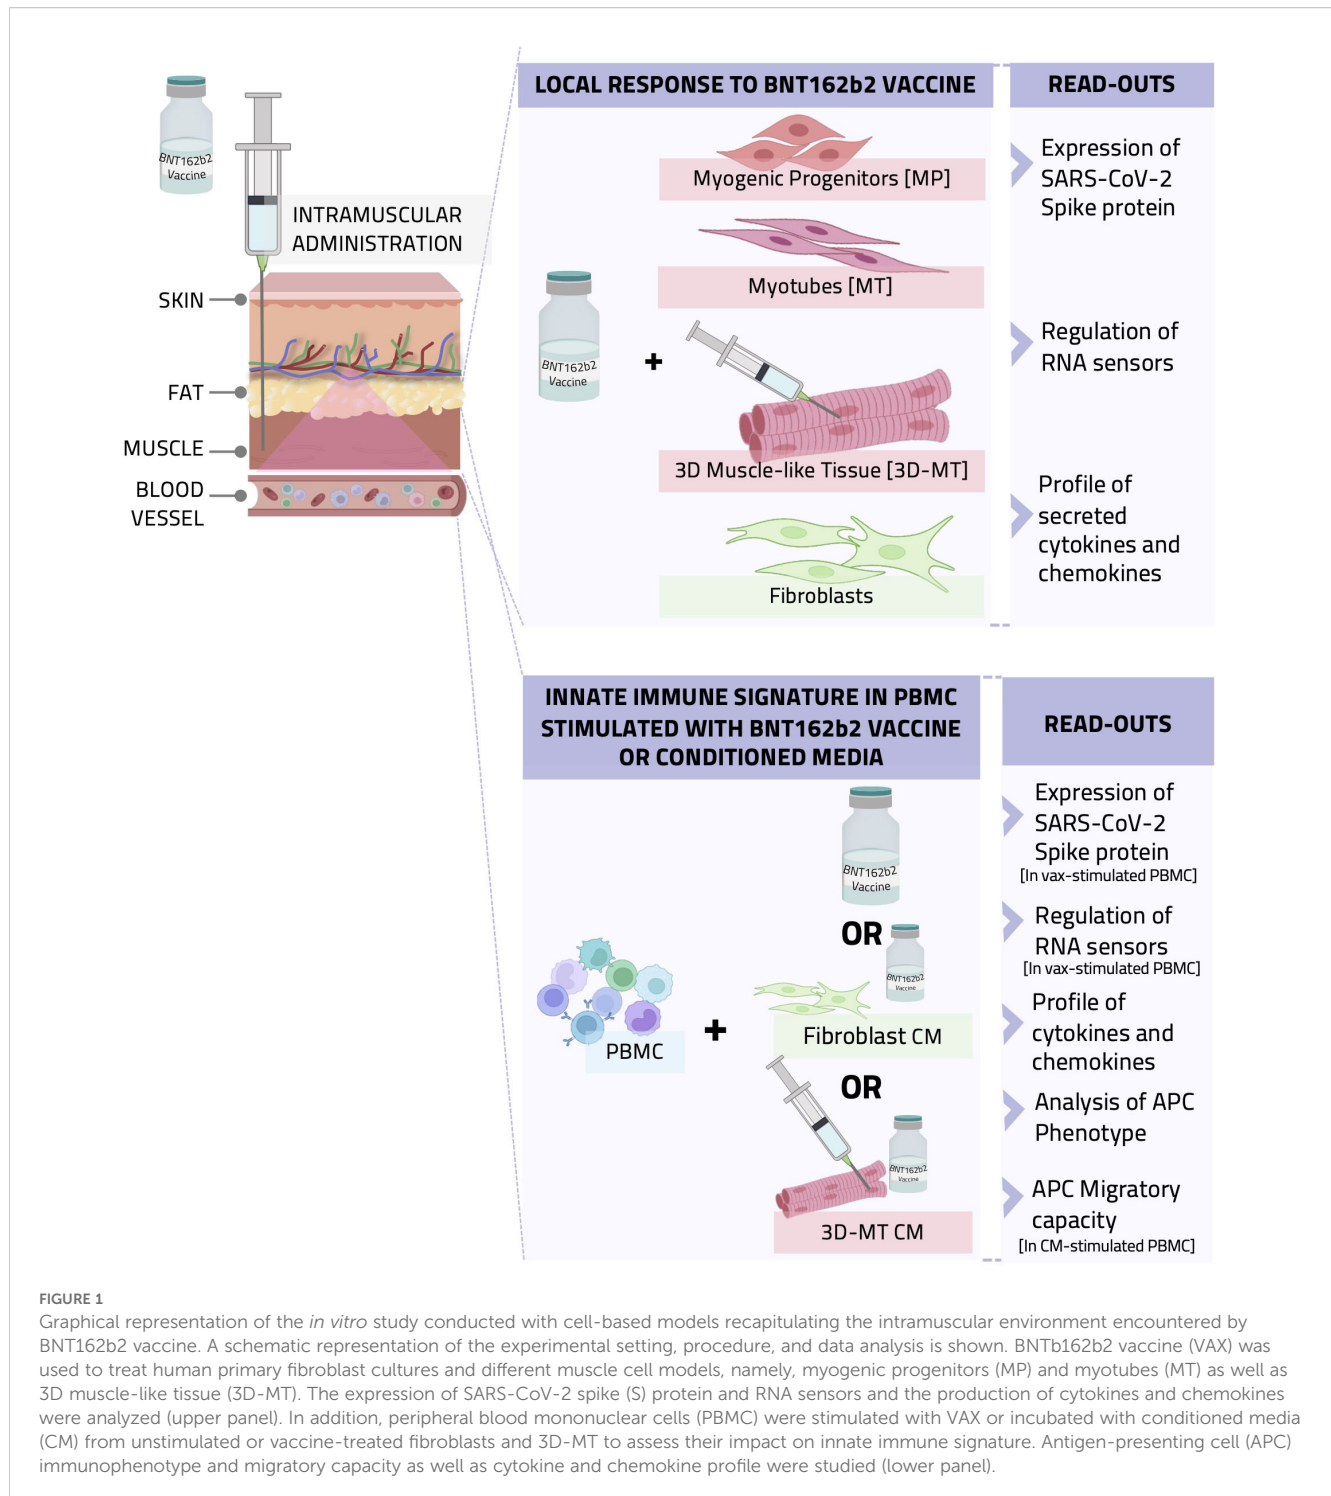 BNT162b2
Vaccine
INTRAMUSCULAR
ADMINISTRATION
SKIN
FAT
MUSCLE
BLOOD
VESSEL
LOCAL RESPONSE TO BNT162b2 VACCINE
Myogenic Progenitors [MP]
Myotubes [MT]
BNT162b2
Vaccine
+
3D Muscle-like Tissue [3D-MT]
Fibroblasts
READ-OUTS
Expression of
SARS-CoV-2
Spike protein
Regulation of
RNA sensors
Profile of
secreted
cytokines and
chemokines
INNATE IMMUNE SIGNATURE IN PBMC
STIMULATED WITH BNT162b2 VACCINE
OR CONDITIONED MEDIA
BNT162b2
Vaccine
OR
BNT162b2
Vaccine
PBMC
+
Fibroblast CM
OR
BNT162b2
Vaccine
3D-MT CM
READ-OUTS
Expression of
SARS-CoV-2
Spike protein
[In vax-stimulated PBMC]
Regulation of
RNA sensors
[In vax-stimulated PBMC]
Profile of
cytokines and
chemokines
Analysis of APC
Phenotype
APC Migratory
capacity
[In CM-stimulated PBMC]
FIGURE 1
Graphical representation of the in vitro study conducted with cell-based models recapitulating the intramuscular environment encountered by
BNT162b2 vaccine. A schematic representation of the experimental setting, procedure, and data analysis is shown. BNTb162b2 vaccine (VAX) was
used to treat human primary fibroblast cultures and different muscle cell models, namely, myogenic progenitors (MP) and myotubes (MT) as well as
3D muscle-like tissue (3D-MT). The expression of SARS-CoV-2 spike (S) protein and RNA sensors and the production of cytokines and chemokines
were analyzed (upper panel). In addition, peripheral blood mononuclear cells (PBMC) were stimulated with VAX or incubated with conditioned media
(CM) from unstimulated or vaccine-treated fibroblasts and 3D-MT to assess their impact on innate immune signature. Antigen-presenting cell (APC)
immunophenotype and migratory capacity as well as cytokine and chemokine profile were studied (lower panel).